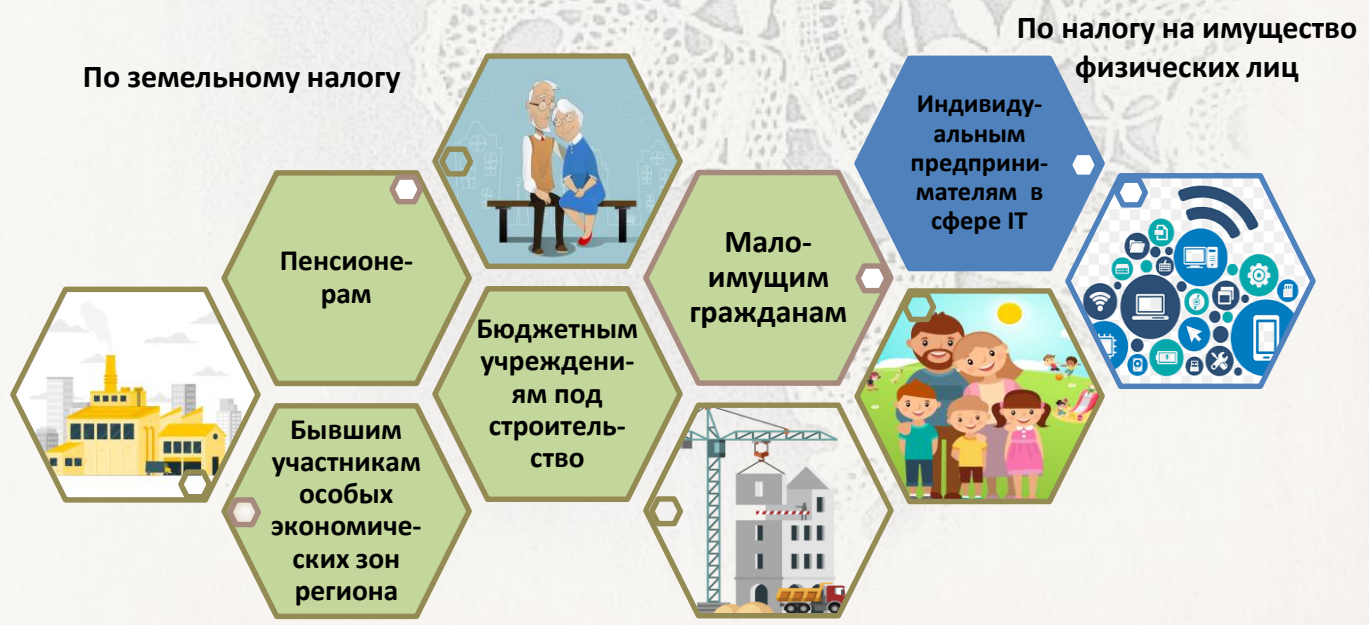 По земельному налогу
По налогу на имущество
физических лиц
Пенсионе-
рам
Бывшим
участникам
особых
экономиче-
ских зон
региона
Бюджетным
учреждени-
ям под
строитель-
ство
Мало-
имущим
гражданам
Индивиду-
альным
предприни-
мателям в
сфере IT